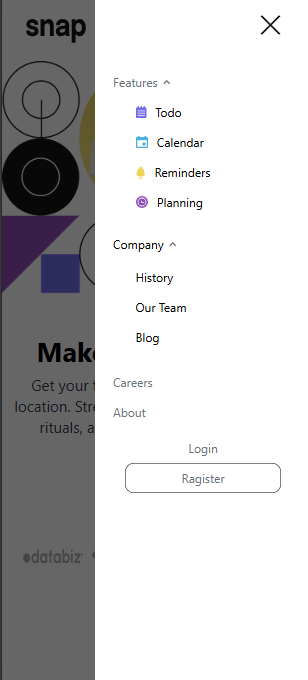 snap
Features
Todo
Calendar
Reminders
Planning
Company
History
Our Team
Blog
Careers
About
Login
Ragister
Make
Get your
location. Stre
rituals, a
databiz